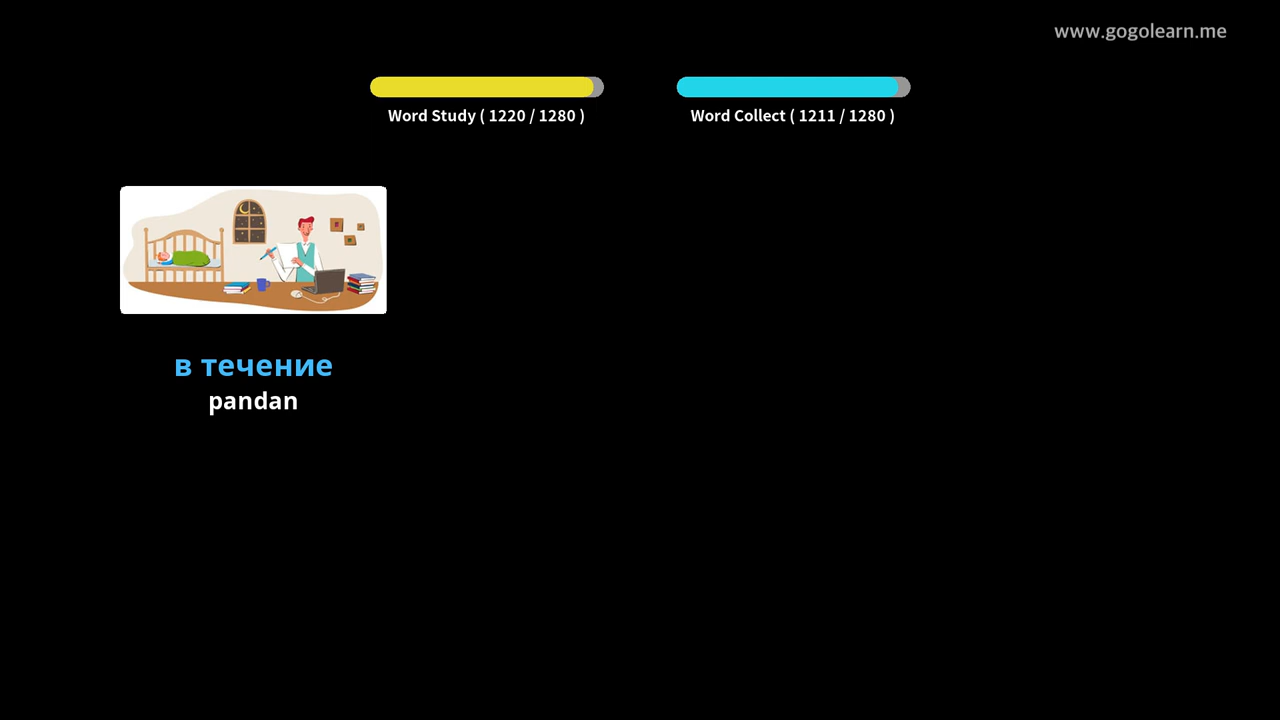 www.gogolearn.me
Word Study ( 1220 / 1280 )
Word Collect ( 1211 / 1280 )
в течение
pandan